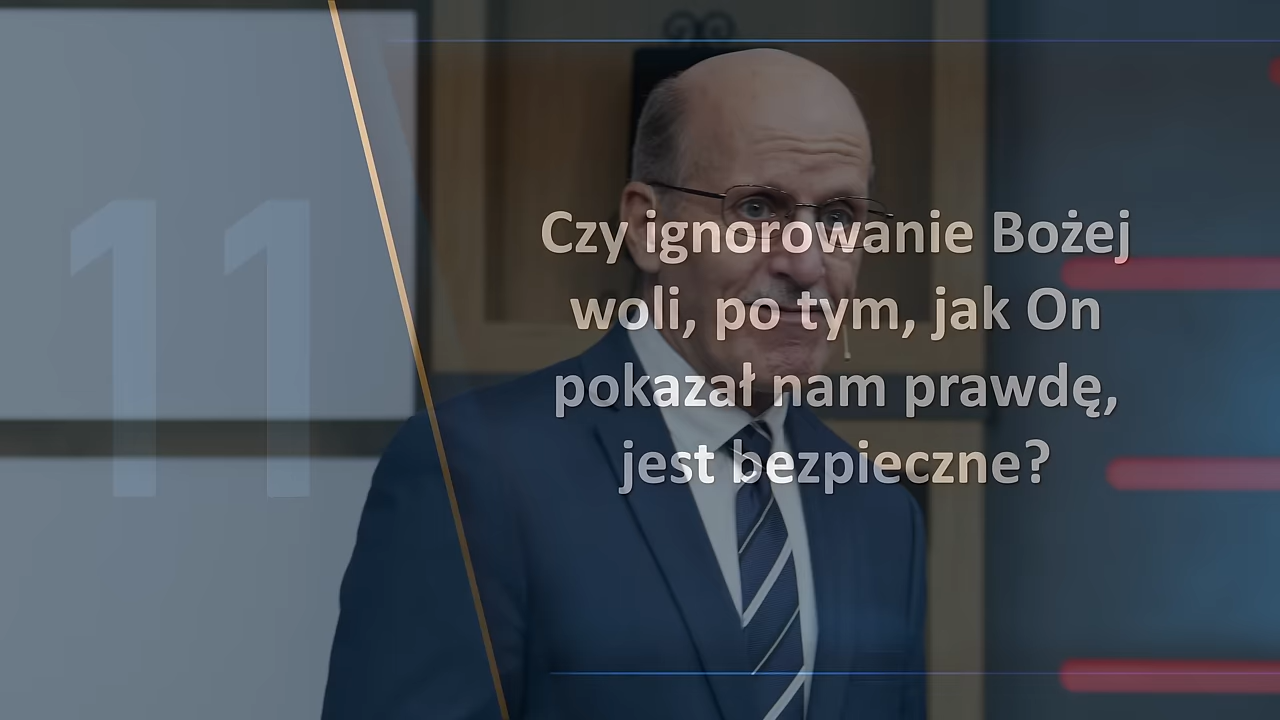 11
Czy ignorowanie Bożej
woli, po tym, jak On
pokazał nam prawdę,
jest bezpieczne?